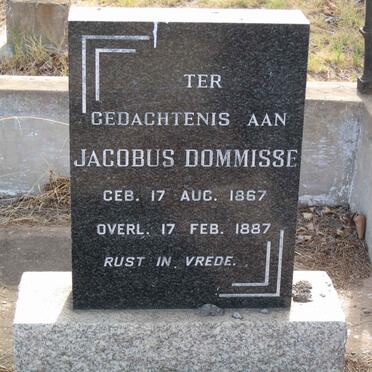 TER
GEDACHTENIS AAN
JACOBUS DOMMISSE
GEB. 17 AUG. 1867
OVERL. 17 FEB. 1887
RUST IN VREDE.